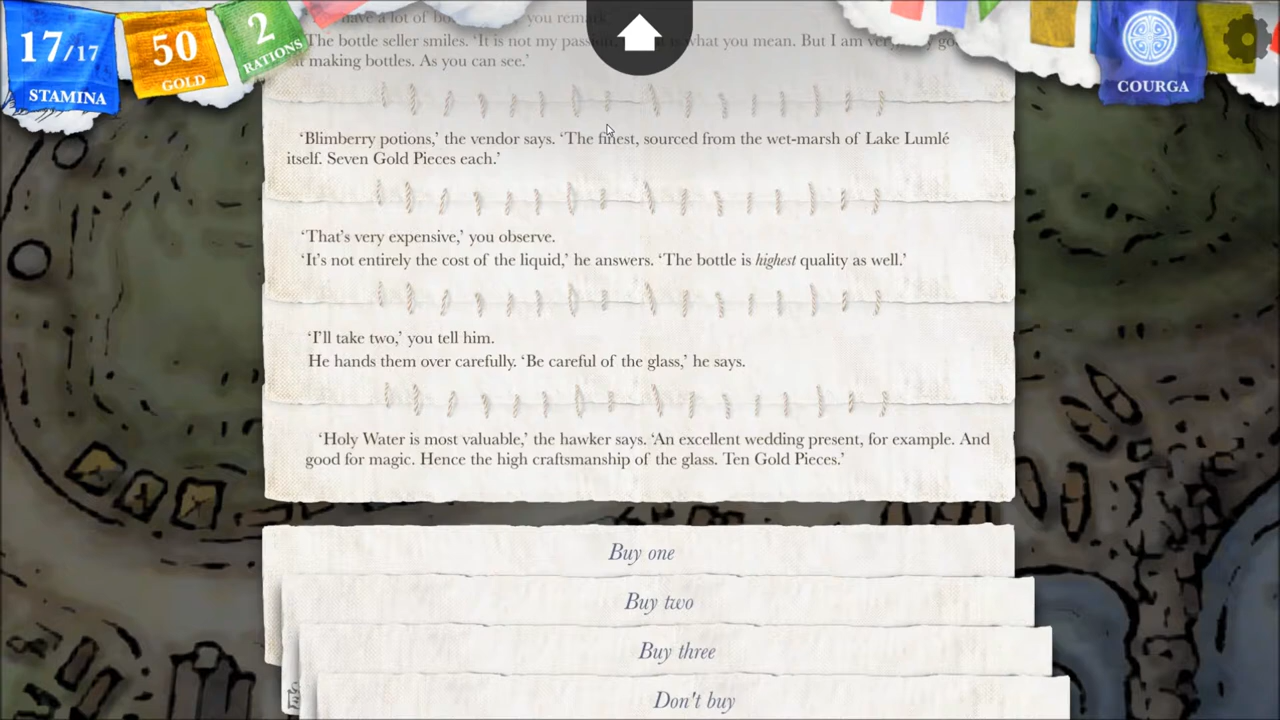 17/17
STAMINA
50
GOLD
2
RATIONS
COURGA
have a lot of you remark
The bottle seller smiles. 'It is not my what you mean. But I am
making bottles. As you can see.'
'Blimberry potions,' the vendor says. 'The finest, sourced from the wet-marsh of Lake Lumlé
itself. Seven Gold Pieces each.'
'That's very expensive,' you observe.
'It's not entirely the cost of the liquid,' he answers. 'The bottle is highest quality as well.'
'I'll take two,' you tell him.
He hands them over carefully. 'Be careful of the glass,' he says.
'Holy Water is most valuable,' the hawker says. 'An excellent wedding present, for example. And
good for magic. Hence the high craftsmanship of the glass. Ten Gold Pieces.'
Buy one
Buy two
Buy three
Don't buy